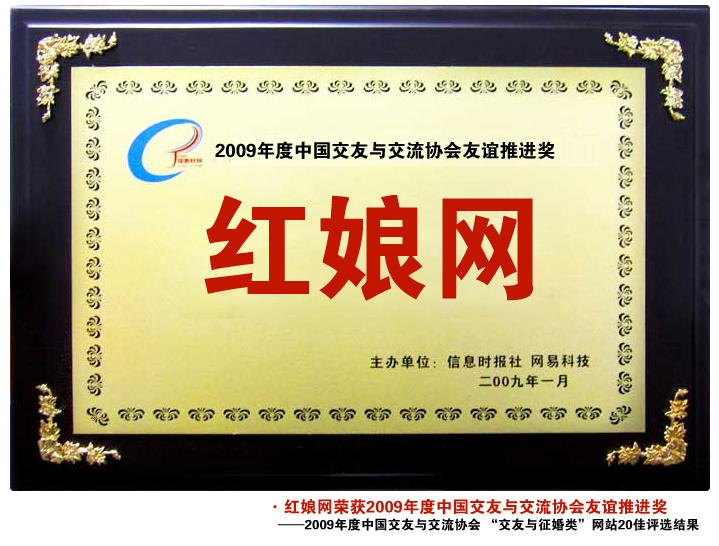 信息时报
2009年度中国交友与交流协会友谊推进奖
红娘网
主办单位：信息时报社 网易科技
二00九年一月
·红娘网荣获2009年度中国交友与交流协会友谊推进奖
——2009年度中国交友与交流协会 “交友与征婚类”网站20佳评选结果